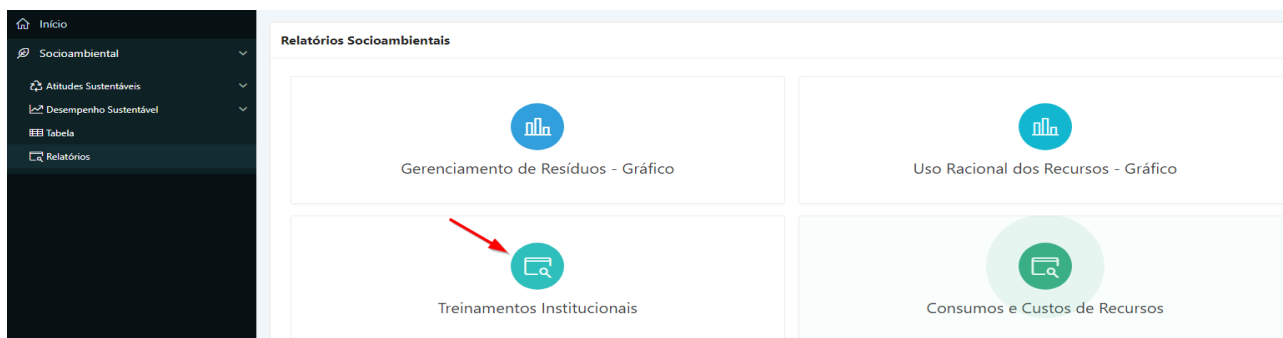 Início
Socioambiental
Atitudes Sustentáveis
Desempenho Sustentável
Tabela
Relatórios
Relatórios Socioambientais
Gerenciamento de Resíduos - Gráfico
Uso Racional dos Recursos - Gráfico
Treinamentos Institucionais
Consumos e Custos de Recursos